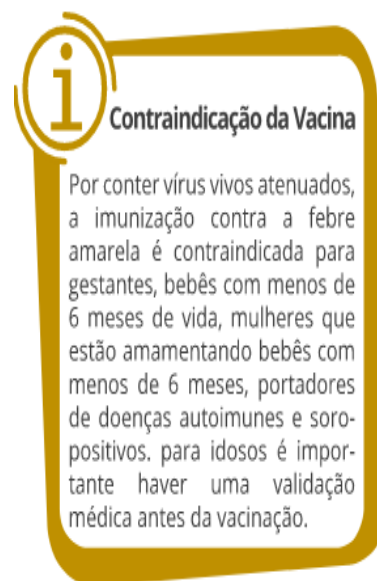 i
Contraindicação da Vacina
Por conter vírus vivos atenuados,
a imunização contra a febre
amarela é contraindicada para
gestantes, bebês com menos de
6 meses de vida, mulheres que
estão amamentando bebês com
menos de 6 meses, portadores
de doenças autoimunes e soro-
positivos. para idosos é impor-
tante haver uma validação
médica antes da vacinação.